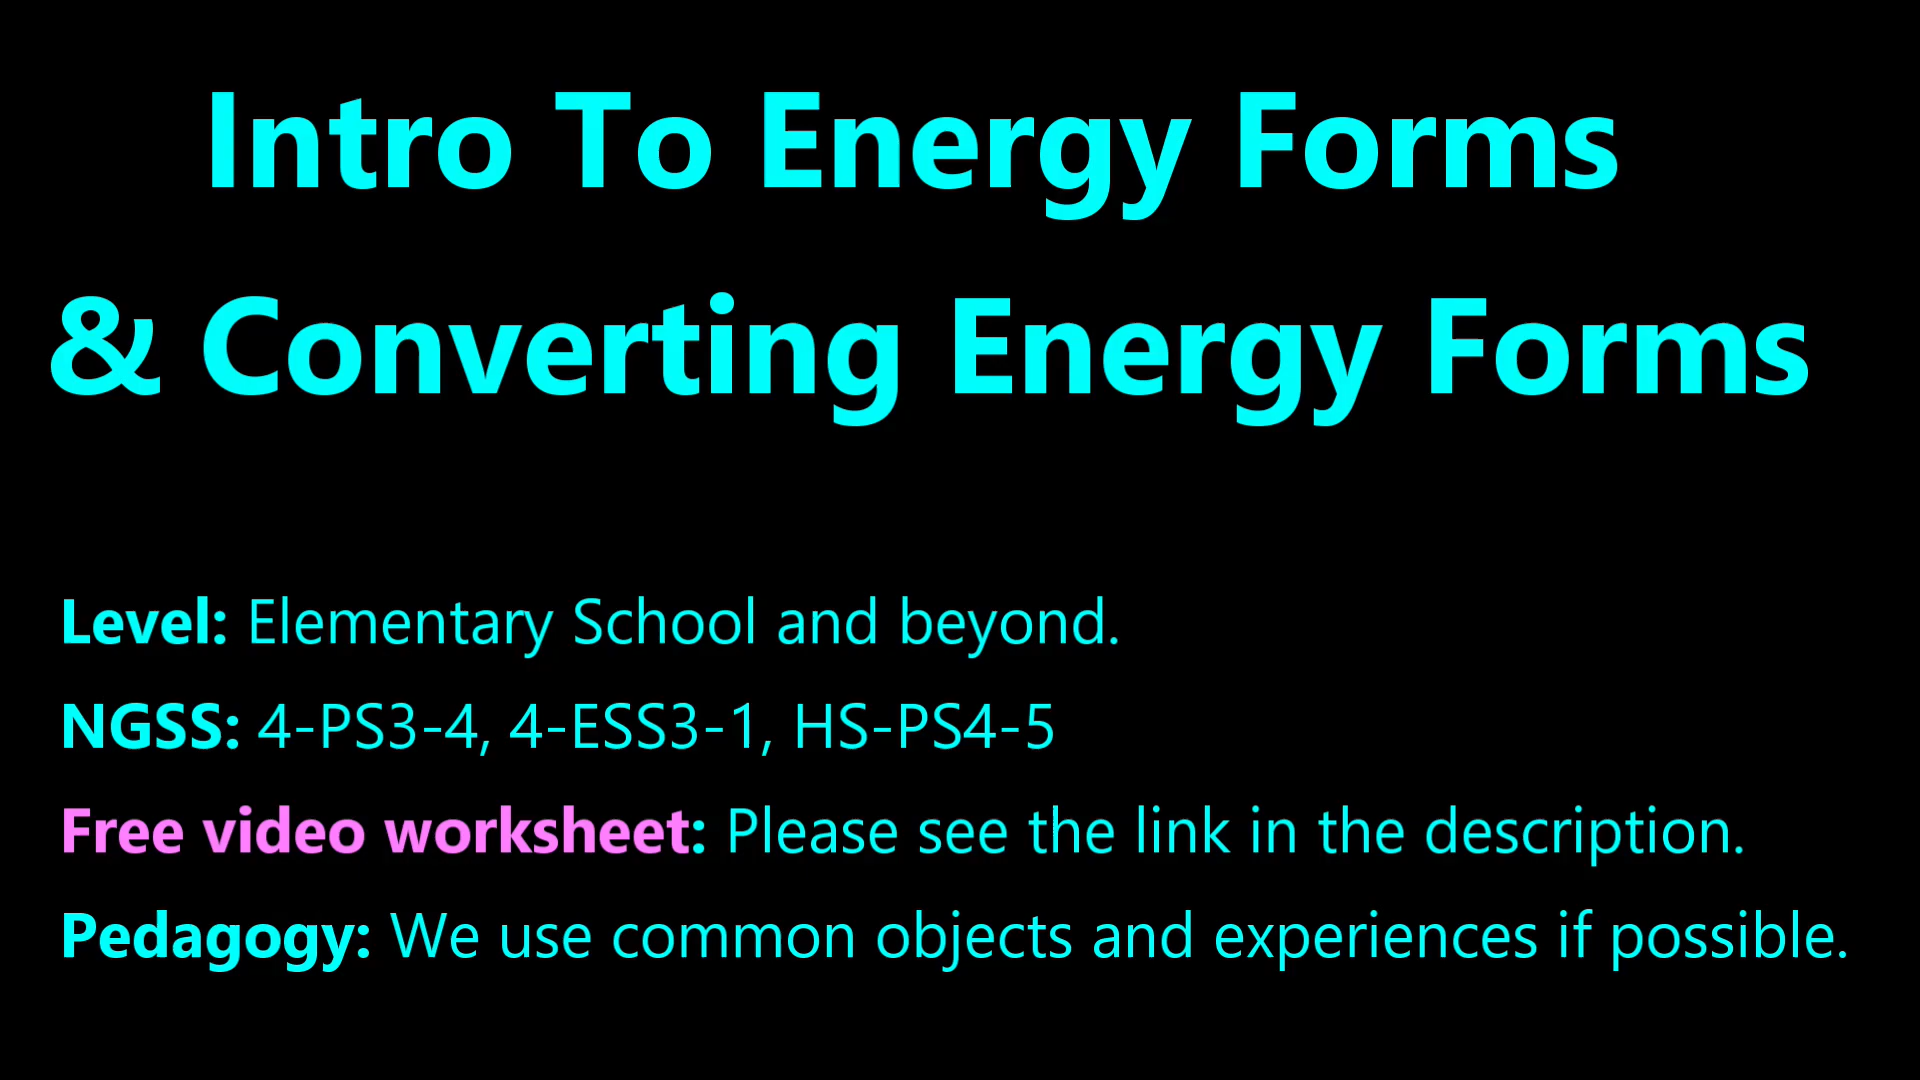 Intro To Energy Forms
& Converting Energy Forms
Level: Elementary School and beyond.
NGSS: 4-PS3-4, 4-ESS3-1, HS-PS4-5
Free video worksheet: Please see the link in the description.
Pedagogy: We use common objects and experiences if possible.